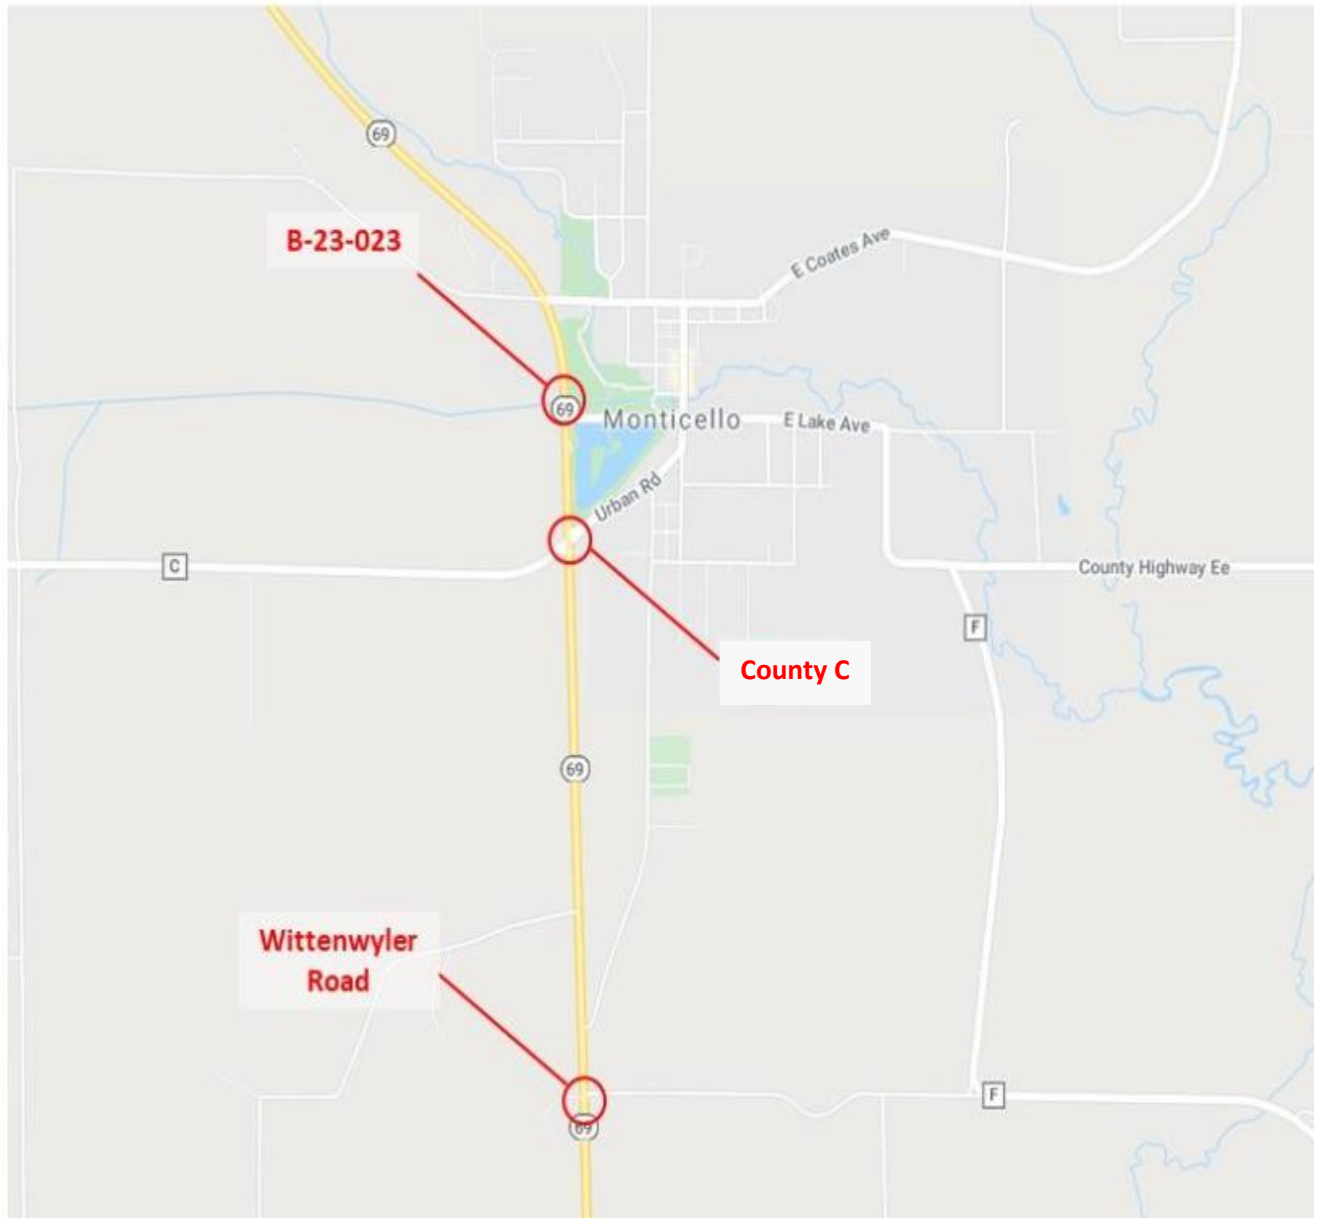 69
B-23-023
E Coates Ave
69
Monticello
E Lake Ave
Urban Rd
C
County Highway Ee
F
County C
69
Wittenwyler
Road
F
69